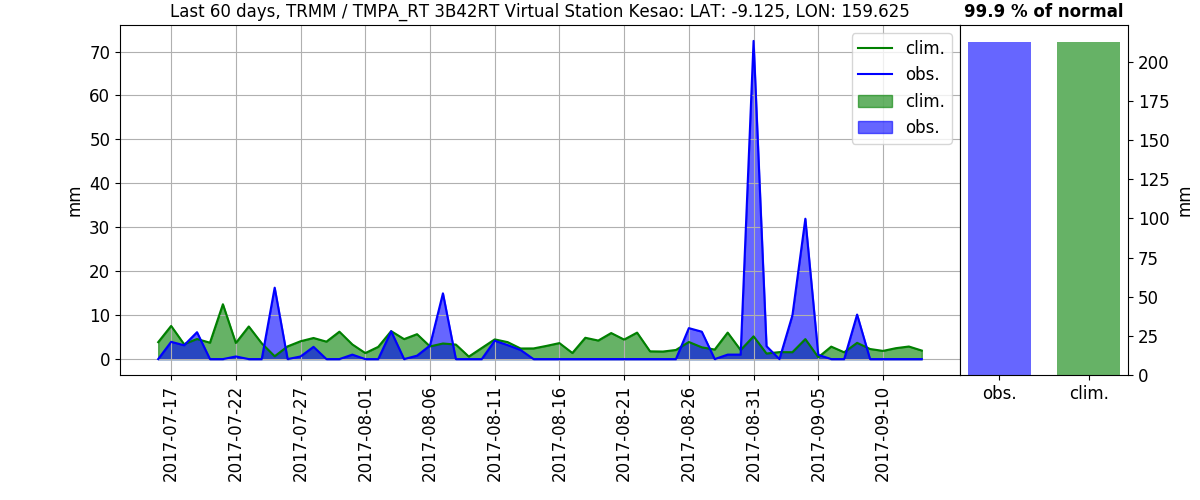 Last 60 days, TRMM / TMPA_RT 3B42RT Virtual Station Kesao: LAT: -9.125, LON: 159.625
99.9 % of normal
mm
70
60
50
40
30
20
10
0
clim.
obs.
clim.
obs.
2017-07-17
2017-07-22
2017-07-27
2017-08-01
2017-08-06
2017-08-11
2017-08-16
2017-08-21
2017-08-26
2017-08-31
2017-09-05
2017-09-10
obs.
clim.
200
175
150
125
100
75
50
25
0
mm